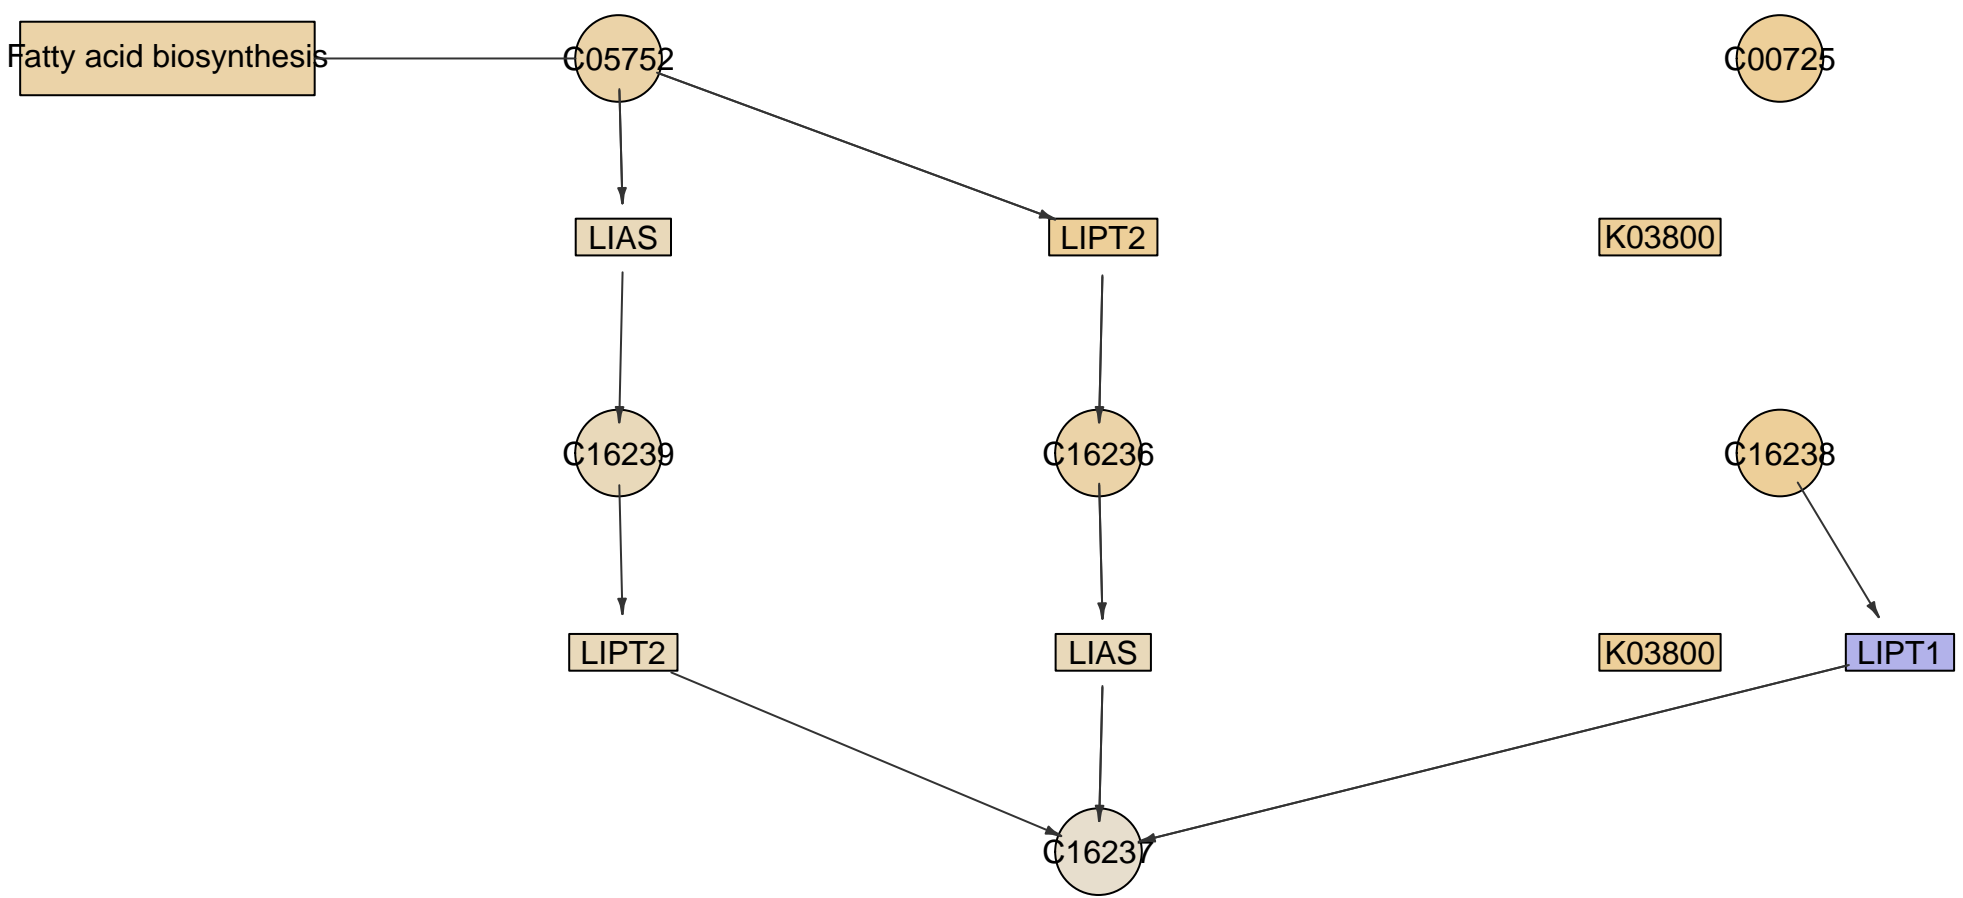 Fatty acid biosynthesis
C05752
C00725
LIAS
LIPT2
K03800
C16239
C16236
C16238
LIPT2
LIAS
K03800
LIPT1
C16237